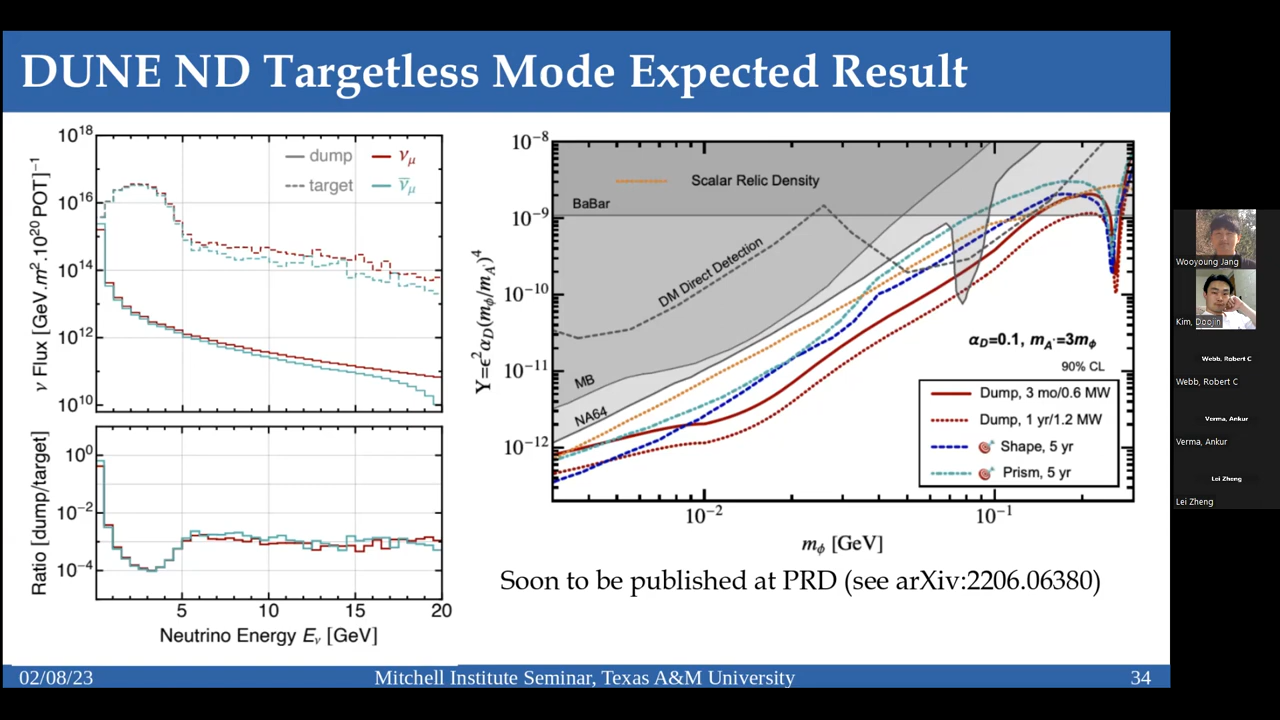 DUNE ND Targetless Mode Expected Result
10^18
10^16
10^14
10^12
10^10
ν Flux [GeV.m².10^20 POT]^-1
dump
target
ν_μ
ν̄_μ
10^0
10^-2
10^-4
Ratio [dump/target]
5
10
15
20
Neutrino Energy E_ν [GeV]
10^-8
10^-9
10^-10
10^-11
10^-12
Y=ϵ²α_D(m_ϕ/m_A')^4
Scalar Relic Density
BaBar
DM Direct Detection
MB
NA64
α_D=0.1, m_A'=3m_ϕ
90% CL
Dump, 3 mo/0.6 MW
Dump, 1 yr/1.2 MW
Shape, 5 yr
Prism, 5 yr
10^-2
10^-1
m_ϕ [GeV]
Soon to be published at PRD (see arXiv:2206.06380)
02/08/23
Mitchell Institute Seminar, Texas A&M University
34
Wooyoung Jang
Kim, Doojin
Webb, Robert C
Webb, Robert C
Verma, Ankur
Verma, Ankur
Lei Zheng
Lei Zheng